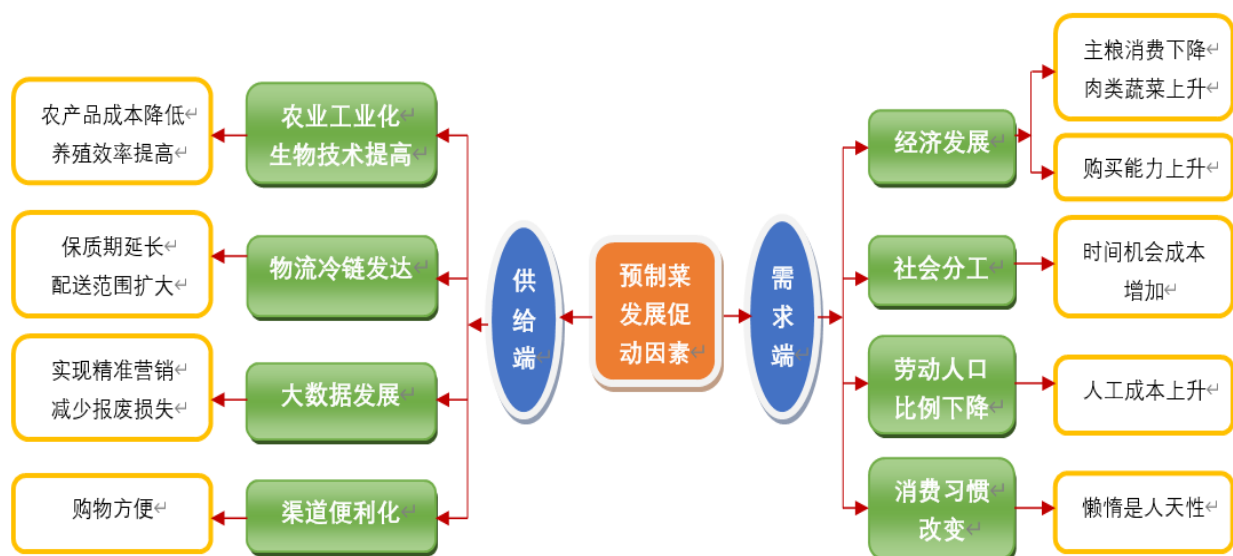 农产品成本降低↵
养殖效率提高↵
农业工业化↵
生物技术提高↵
保质期延长↵
配送范围扩大↵
物流冷链发达↵
实现精准营销↵
减少报废损失↵
大数据发展↵
购物方便↵
渠道便利化↵
供
给
端↵
预制菜
发展促
动因素↵
需
求
端↵
经济发展↵
主粮消费下降↵
肉类蔬菜上升↵
购买能力上升↵
社会分工↵
时间机会成本
增加↵
劳动人口
比例下降↵
人工成本上升↵
消费习惯
改变↵
懒惰是人天性↵